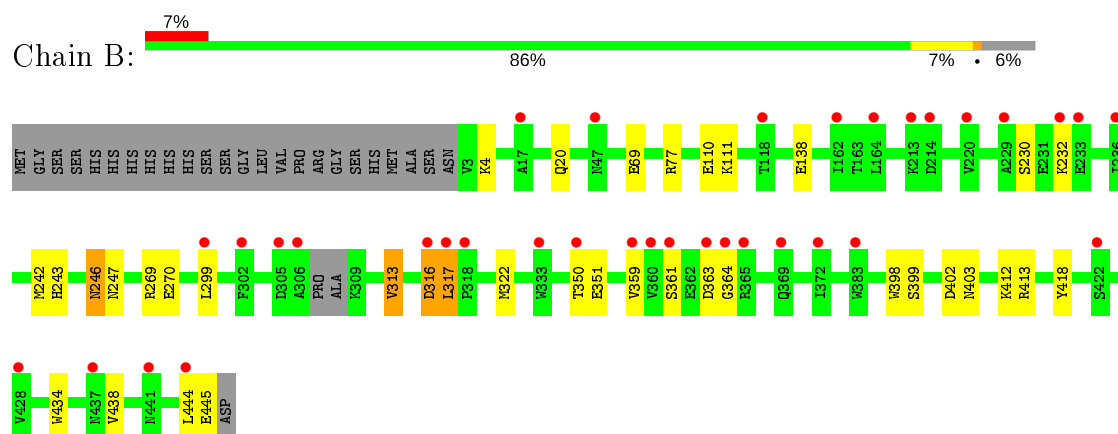 7%
Chain B:
86% 7% • 6%
MET GLY SER SER HIS HIS HIS HIS HIS HIS SER SER GLY LEU VAL PRO ARG GLY SER HIS MET ALA SER ASN V3 K4 A17 Q20 N47 E69 R77 E110 K111 T118 E138 I162 T163 L164 K213 D214 V220 A229 S230 E231 K232 E233 I236
M242 H243 N246 N247 R269 E270 L299 F302 D305 A306 PRO ALA K309 V313 D316 L317 P318 M322 W333 T350 E351 V359 V360 S361 E362 D363 G364 R365 Q369 I372 W383 W398 S399 D402 N403 K412 R413 Y418 S422
V428 W434 N437 V438 N441 L444 E445 ASP